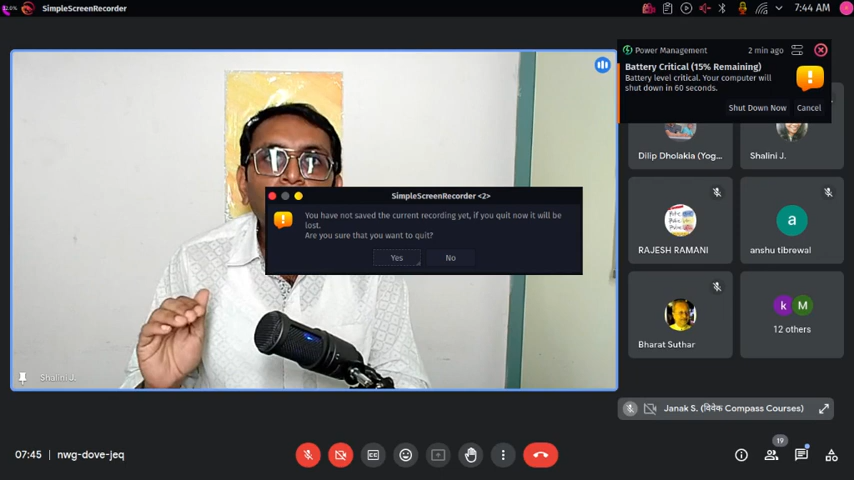 SimpleScreenRecorder
7:44 AM
Power Management
2 min ago
Battery Critical (15% Remaining)
Battery level critical. Your computer will
shut down in 60 seconds.
Shut Down Now
Cancel
Dilip Dholakia (Yog...
Shalini J.
SimpleScreenRecorder <2>
You have not saved the current recording yet, if you quit now it will be
lost.
Are you sure that you want to quit?
Yes
No
RAJESH RAMANI
a
anshu tibrewal
Bharat Suthar
k
M
12 others
Shalini J.
Janak S. (विवेक Compass Courses)
07:45
nwg-dove-jeq
CC
19